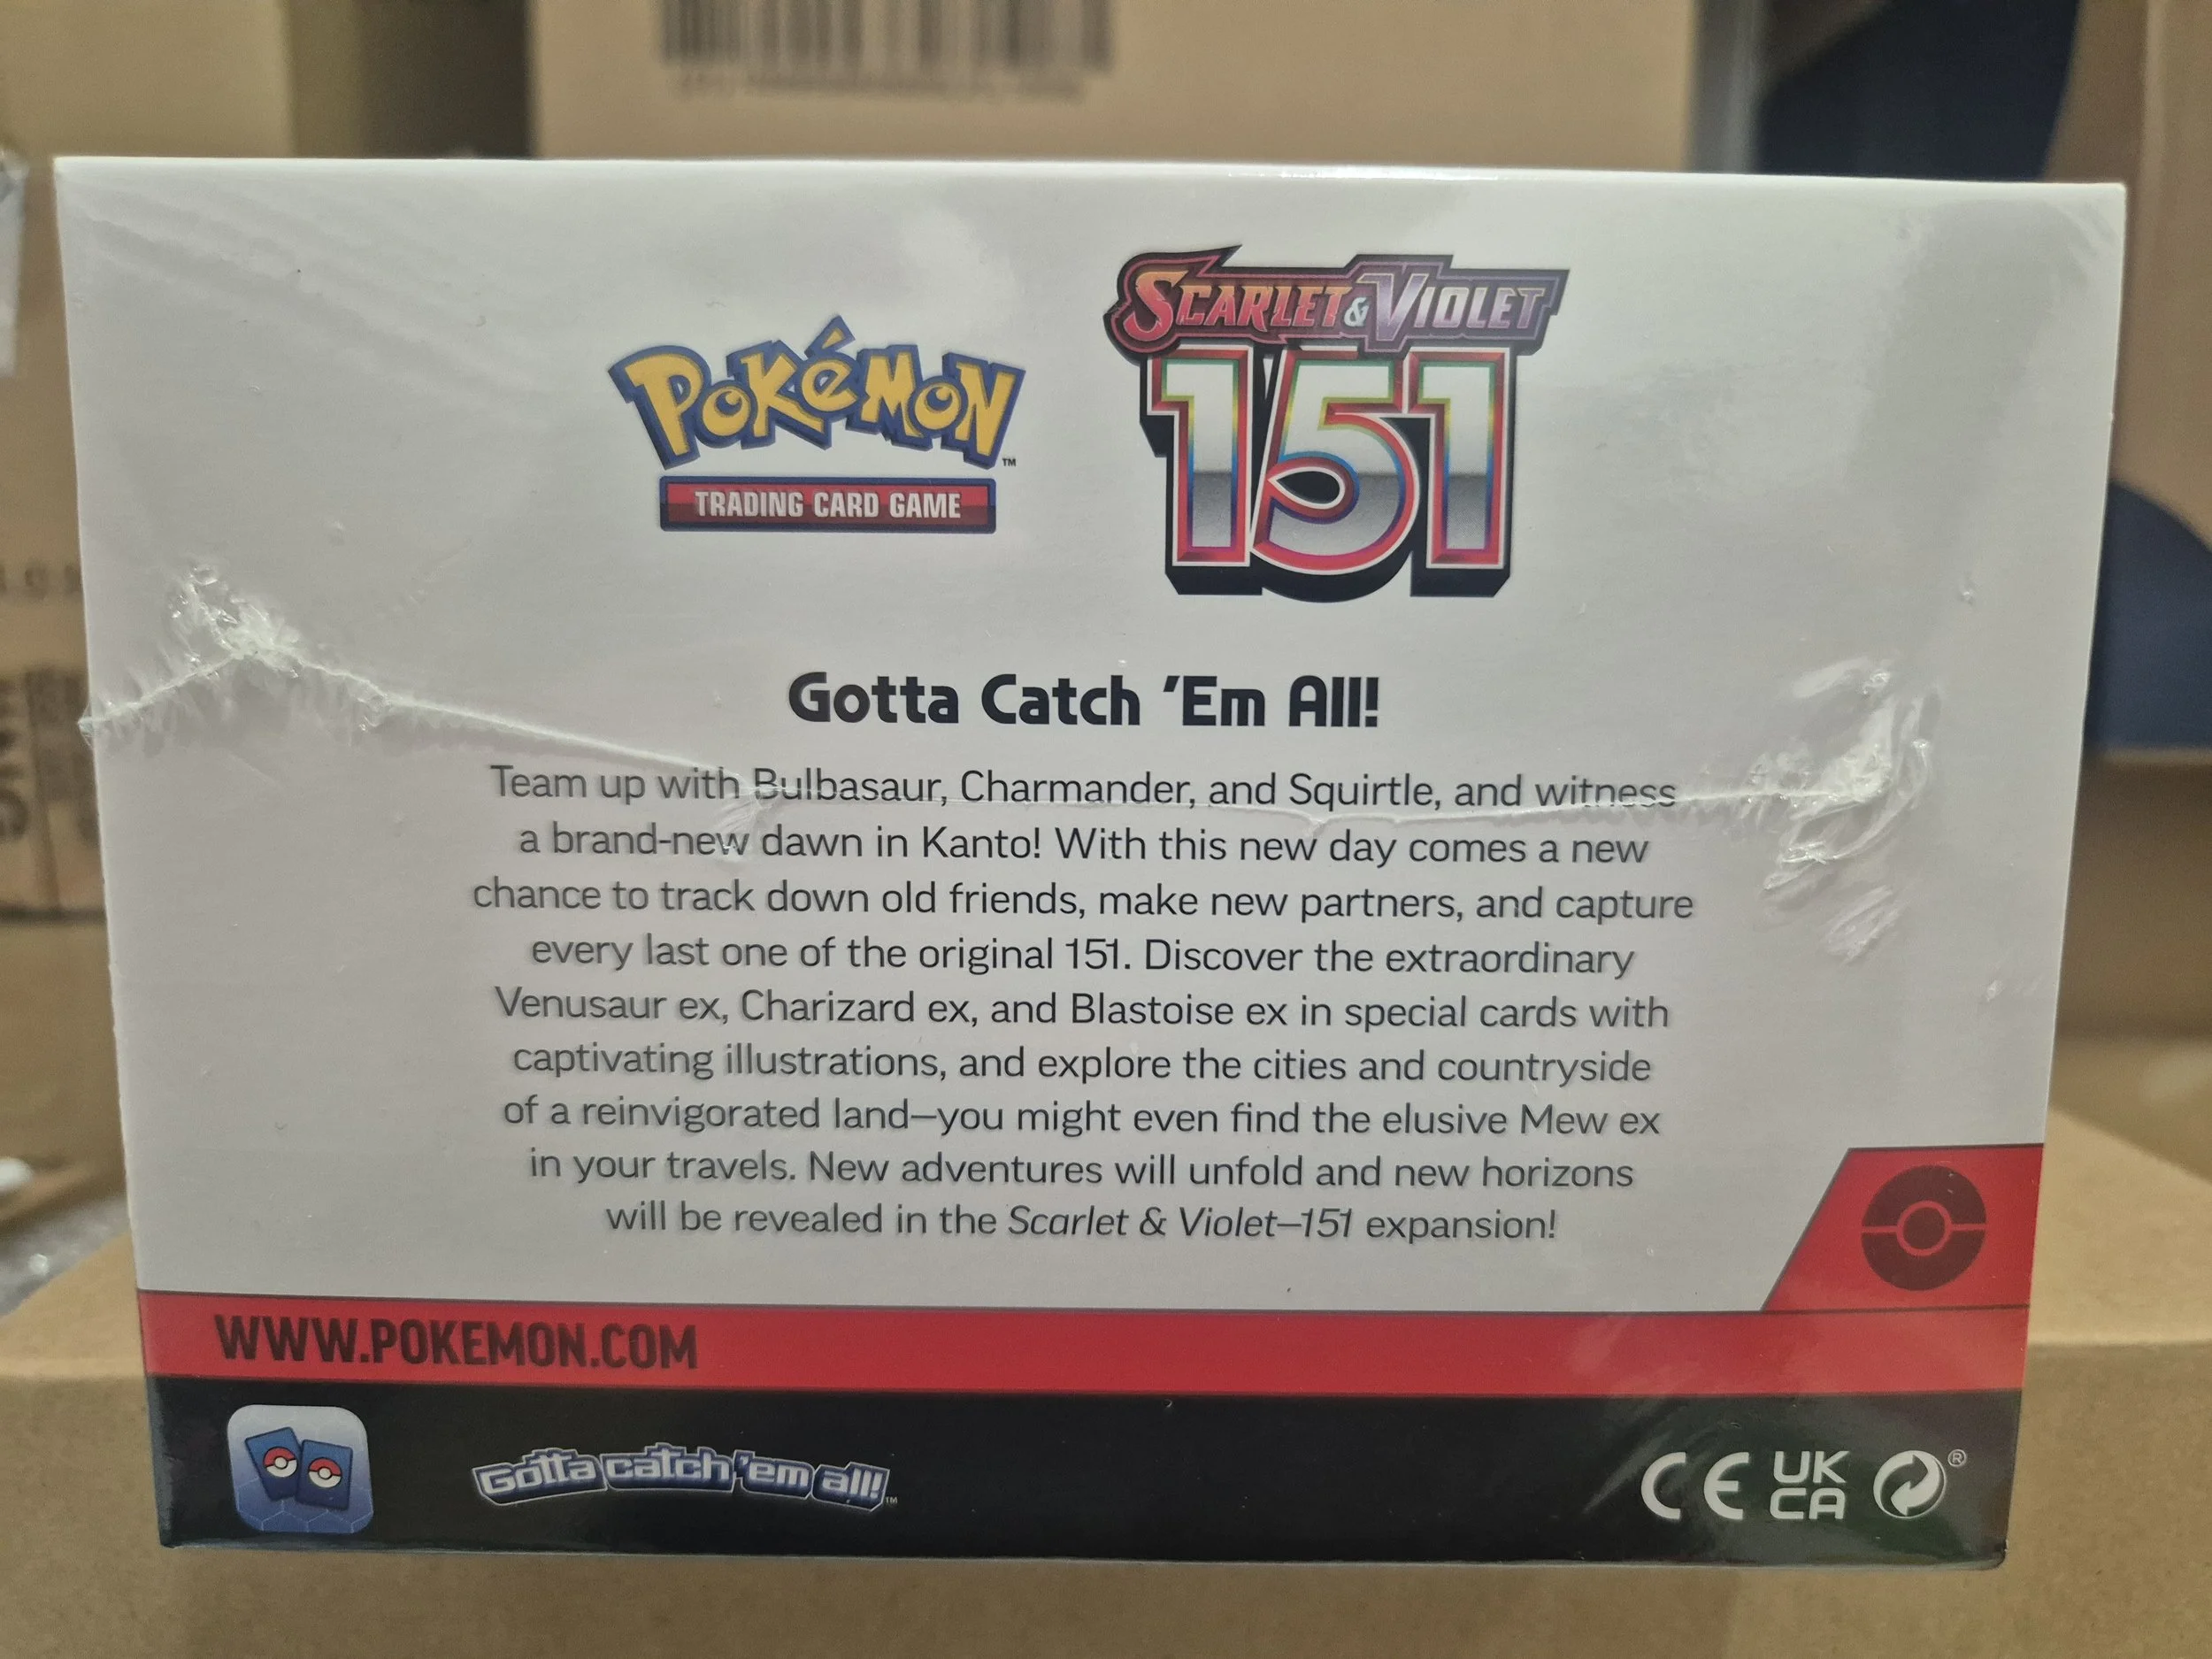 Pokémon™
TRADING CARD GAME
SCARLET & VIOLET
151
Gotta Catch 'Em All!
Team up with Bulbasaur, Charmander, and Squirtle, and witness
a brand-new dawn in Kanto! With this new day comes a new
chance to track down old friends, make new partners, and capture
every last one of the original 151. Discover the extraordinary
Venusaur ex, Charizard ex, and Blastoise ex in special cards with
captivating illustrations, and explore the cities and countryside
of a reinvigorated land—you might even find the elusive Mew ex
in your travels. New adventures will unfold and new horizons
will be revealed in the Scarlet & Violet—151 expansion!
WWW.POKEMON.COM
Gotta catch 'em all!™
CE UK CA ®